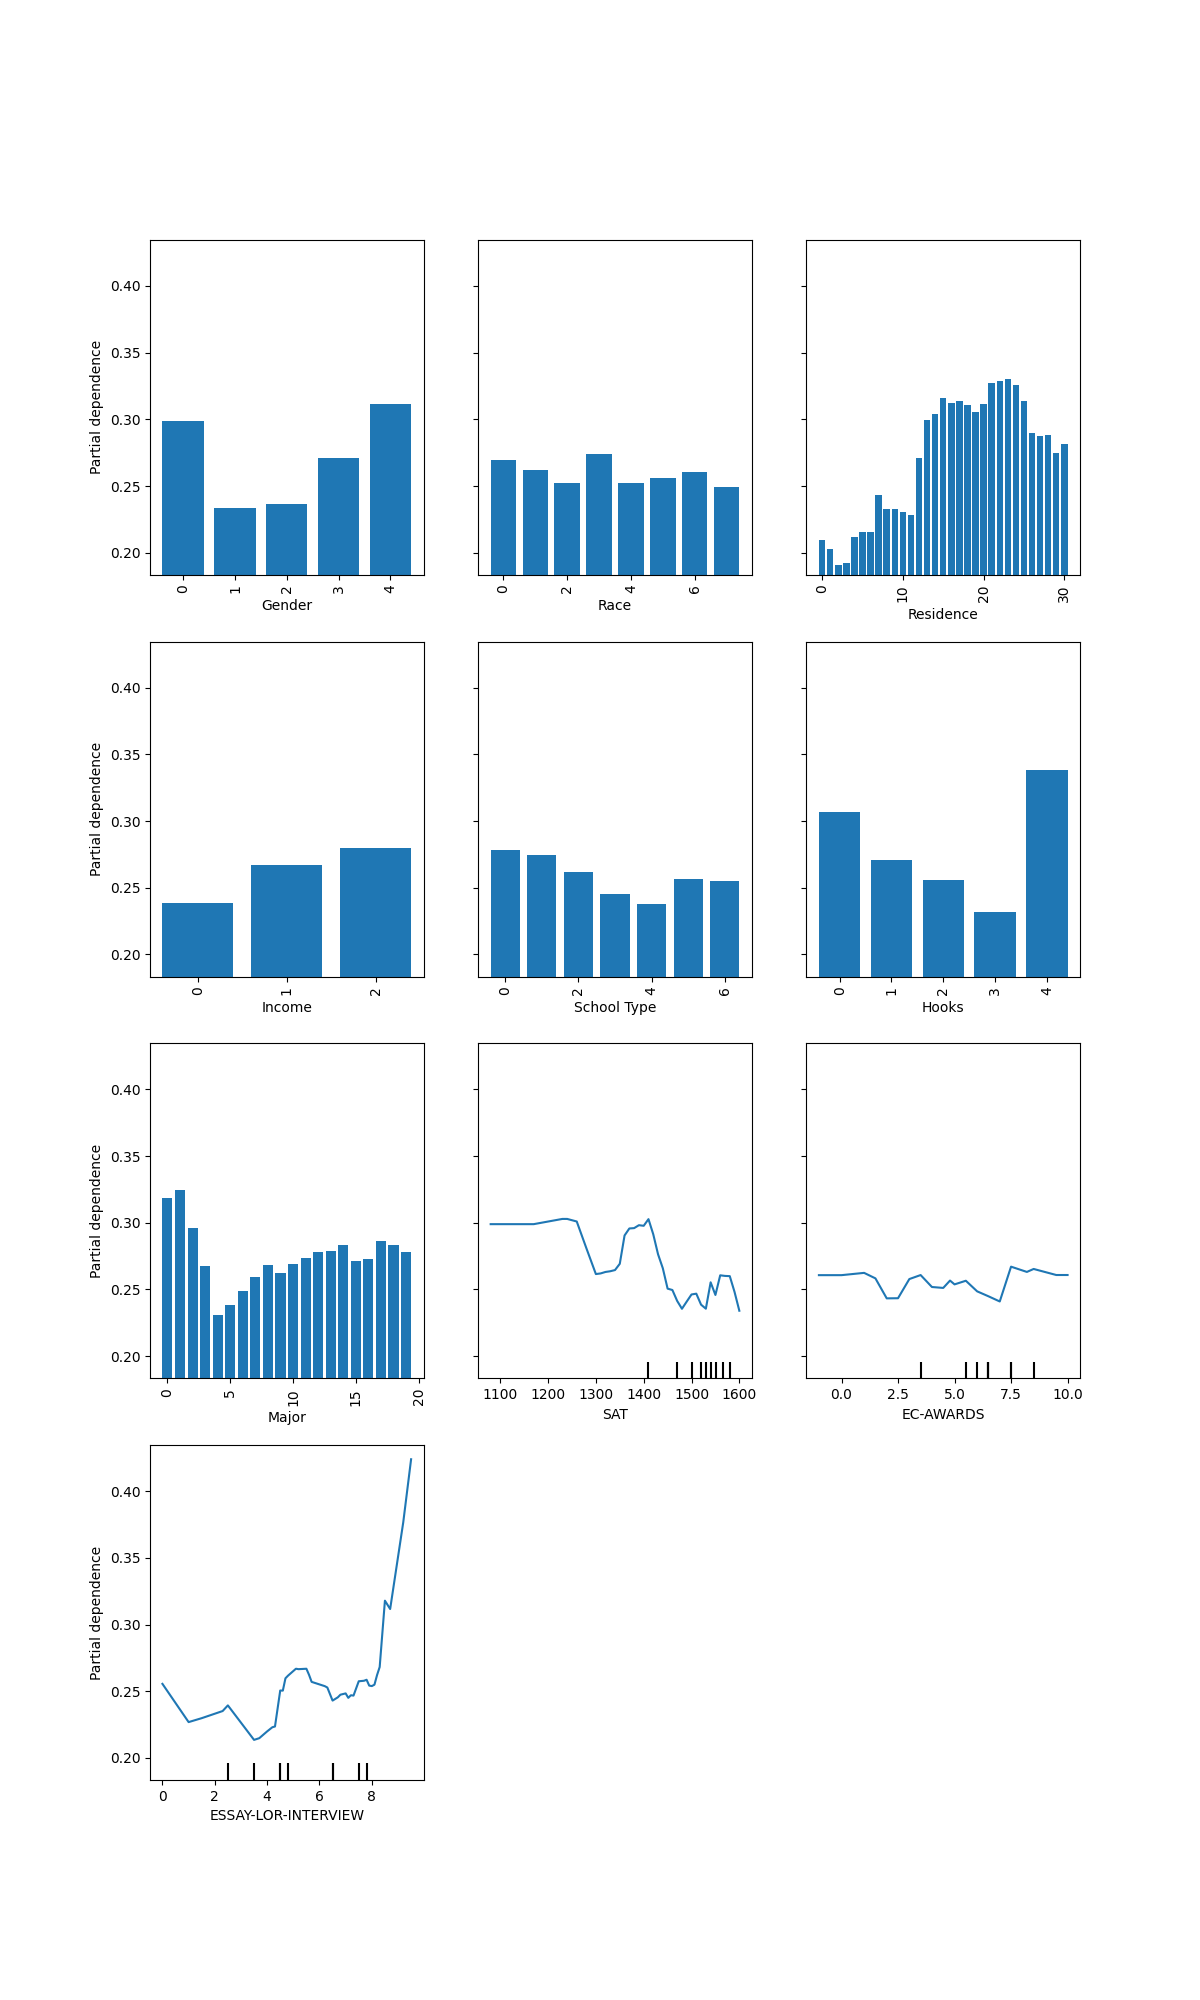 0.40
0.35
0.30
0.25
0.20
Partial dependence
0 1 2 3 4
Gender
0 2 4 6
Race
0 10 20 30
Residence
0.40
0.35
0.30
0.25
0.20
Partial dependence
0 1 2
Income
0 2 4 6
School Type
0 1 2 3 4
Hooks
0.40
0.35
0.30
0.25
0.20
Partial dependence
0 5 10 15 20
Major
1100 1200 1300 1400 1500 1600
SAT
0.0 2.5 5.0 7.5 10.0
EC-AWARDS
0.40
0.35
0.30
0.25
0.20
Partial dependence
0 2 4 6 8
ESSAY-LOR-INTERVIEW